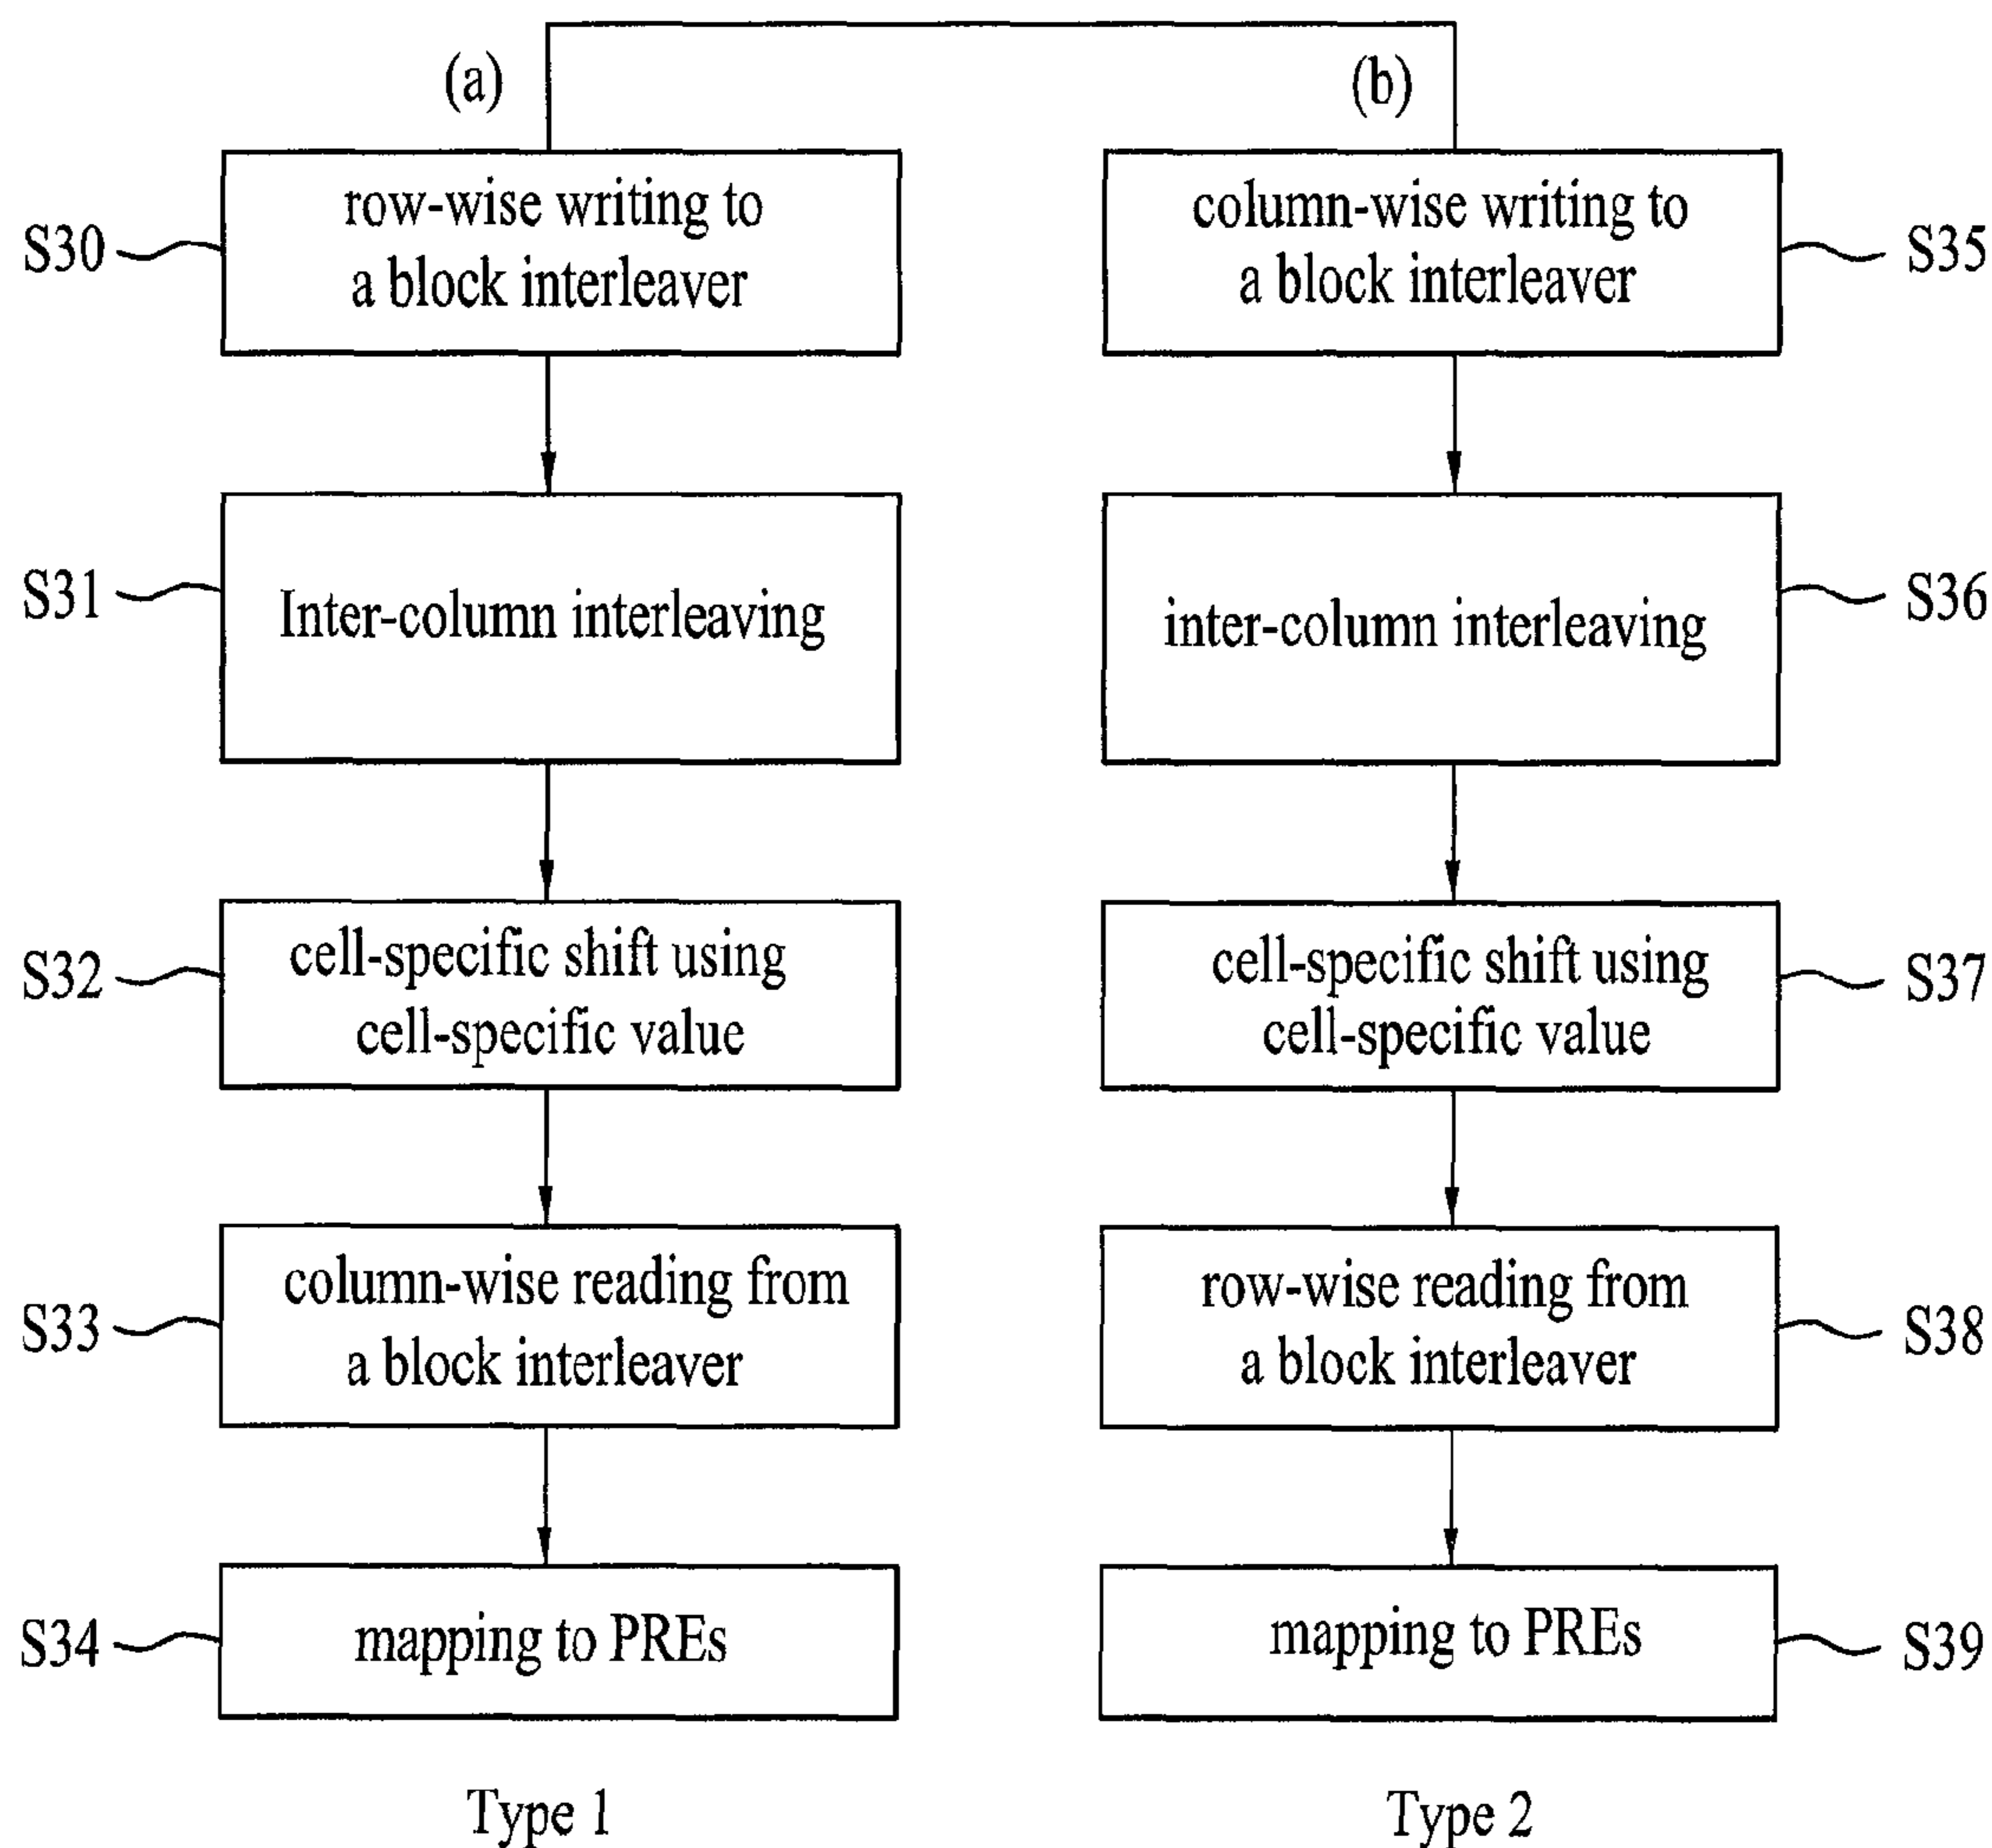 (a)
(b)
S30
row-wise writing to
a block interleaver
column-wise writing to
a block interleaver
S35
S31
Inter-column interleaving
inter-column interleaving
S36
S32
cell-specific shift using
cell-specific value
cell-specific shift using
cell-specific value
S37
S33
column-wise reading from
a block interleaver
row-wise reading from
a block interleaver
S38
S34
mapping to PREs
mapping to PREs
S39
Type 1
Type 2